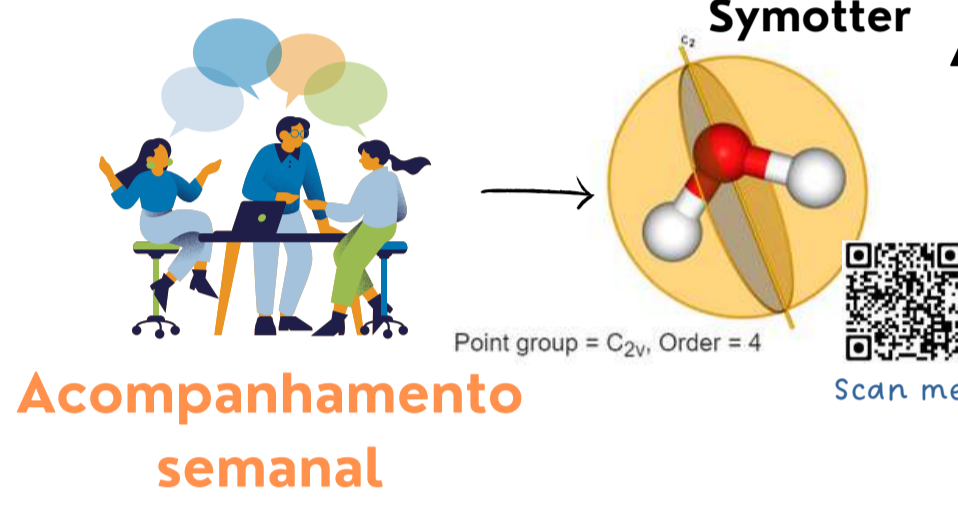 Symotter
C₂
Point group = C₂ᵥ, Order = 4
Scan me
Acompanhamento
semanal